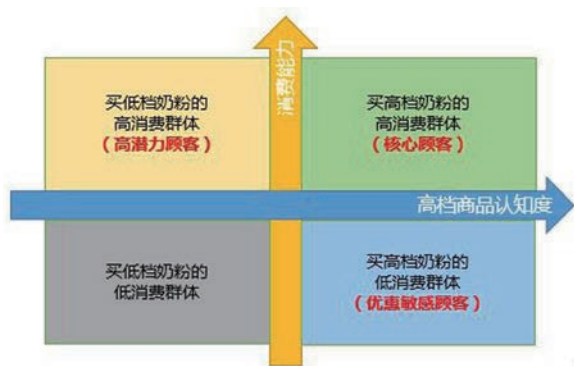 消费能力
买低档奶粉的
高消费群体
（高潜力顾客）
买高档奶粉的
高消费群体
（核心顾客）
高档商品认知度
买低档奶粉的
低消费群体
买高档奶粉的
低消费群体
（优惠敏感顾客）